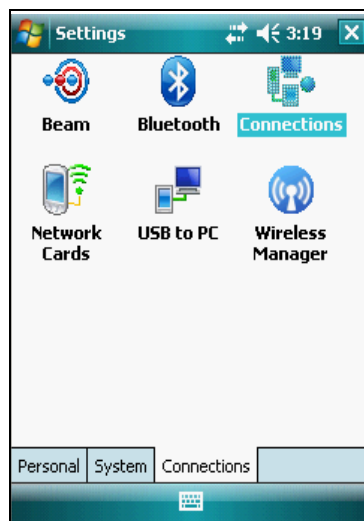 Settings 3:19
Beam Bluetooth Connections
Network Cards USB to PC Wireless Manager
Personal System Connections